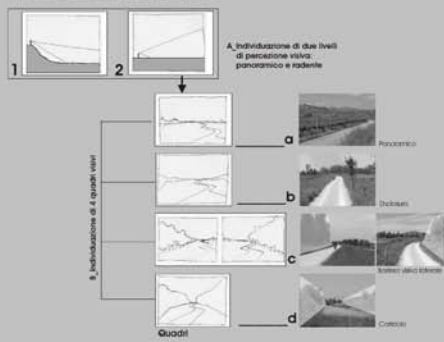 1
2
A_Individuazione di due livelli
di percezione visiva:
panoramico e radente
B_Individuazione di 4 quadri visivi
a
Panoramico
b
c
Barriera visiva laterale
d
Corridoio
Quadri